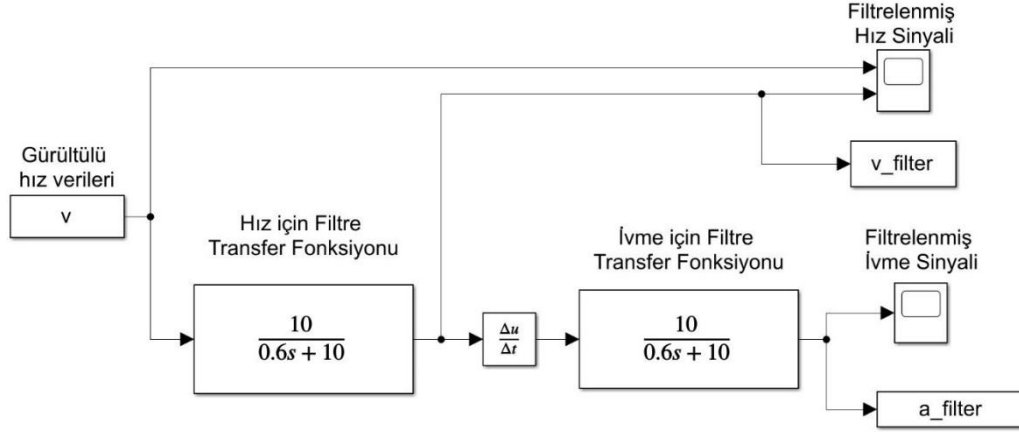 Filtrelenmiş
Hız Sinyali
v_filter
Gürültülü
hız verileri
v
Hız için Filtre
Transfer Fonksiyonu
10
0.6s + 10
Δu
Δt
İvme için Filtre
Transfer Fonksiyonu
10
0.6s + 10
Filtrelenmiş
İvme Sinyali
a_filter